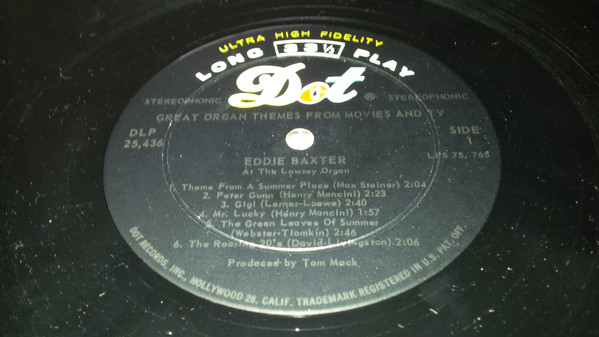 ULTRA HIGH FIDELITY
LONG 33 1/3 PLAY
Dot ®
STEREOPHONIC STEREOPHONIC
GREAT ORGAN THEMES FROM MOVIES AND TV
DLP 25,436
SIDE 1
EDDIE BAXTER
At The Lowrey Organ
1. Theme From A Summer Place (Max Steiner) 2:04
2. Peter Gunn (Henry Mancini) 2:23
3. Gigi (Lerner-Loewe) 2:40
4. Mr. Lucky (Henry Mancini) 1:57
5. The Green Leaves Of Summer
(Webster-Tiomkin) 2:46
6. The Roaring 20's (David-Livingston) 2:06
Produced by Tom Mack
DOT RECORDS, INC., HOLLYWOOD 28, CALIF. TRADEMARK REGISTERED IN U.S. PAT. OFF.